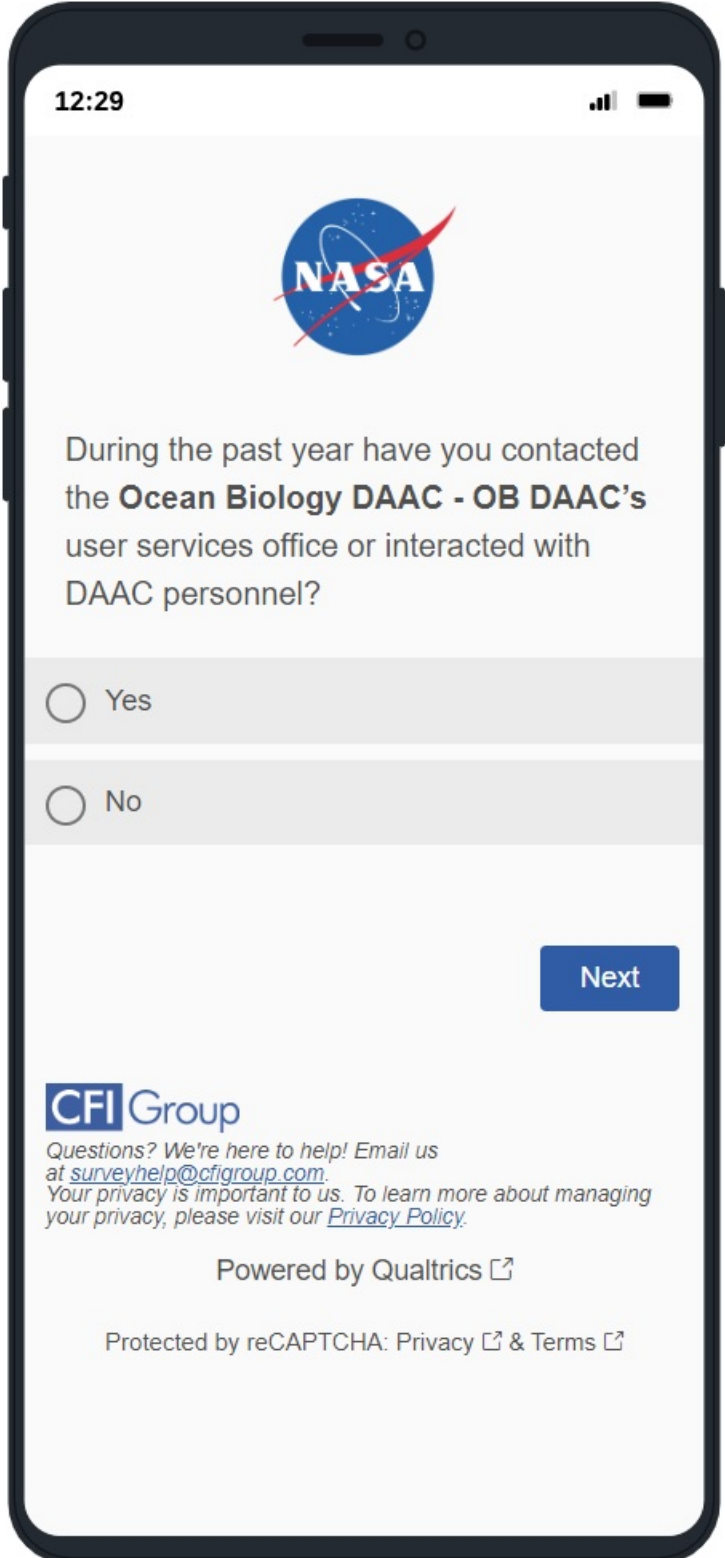 12:29
NASA
During the past year have you contacted
the Ocean Biology DAAC - OB DAAC’s
user services office or interacted with
DAAC personnel?
Yes
No
Next
CFI Group
Questions? We're here to help! Email us
at surveyhelp@cfigroup.com.
Your privacy is important to us. To learn more about managing
your privacy, please visit our Privacy Policy.
Powered by Qualtrics
Protected by reCAPTCHA: Privacy & Terms